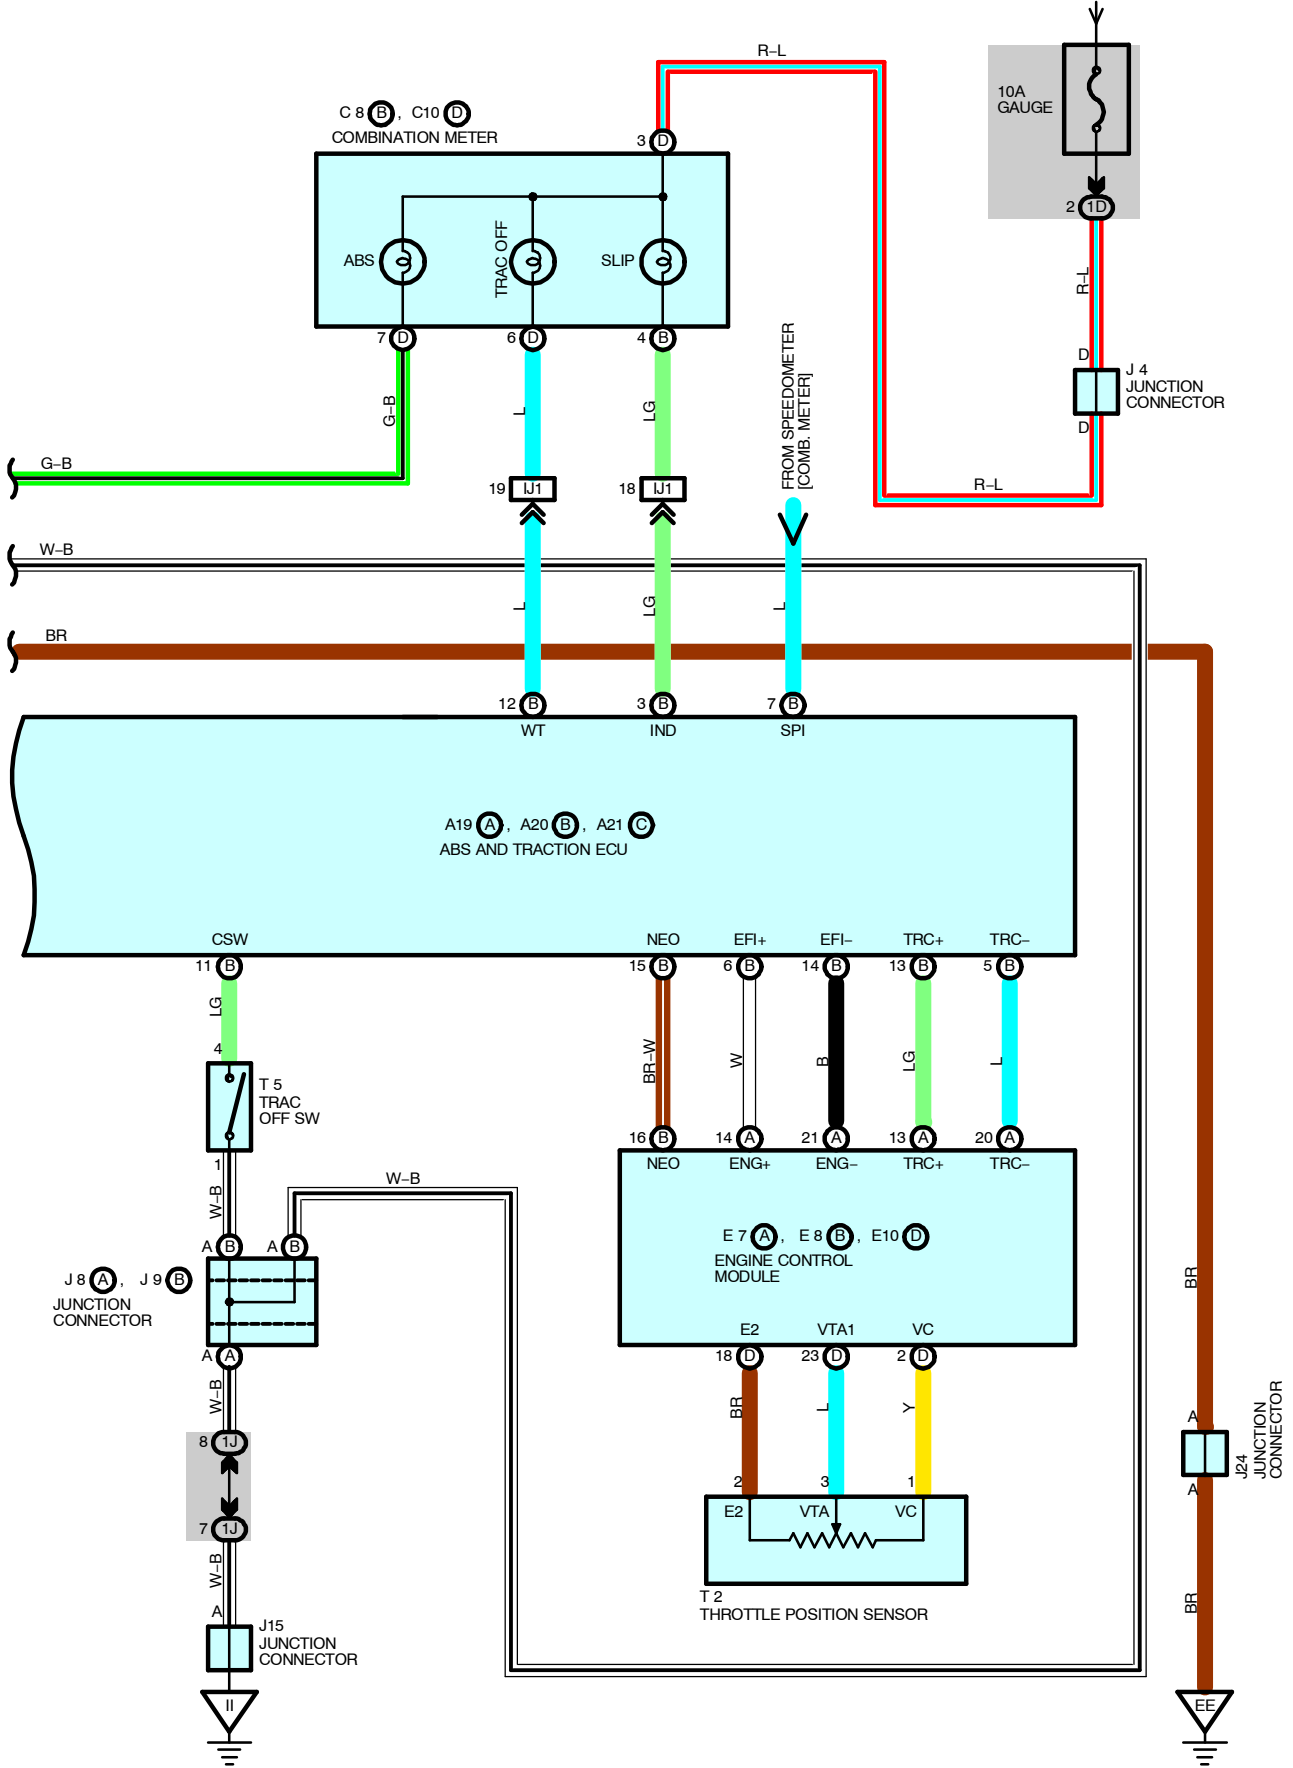 R–L
10A
GAUGE
C 8 B , C10 D
COMBINATION METER
3 D
2 1D
ABS
TRAC OFF
SLIP
R–L
7 D
6 D
4 B
FROM SPEEDOMETER
[COMB. METER]
D
J 4
JUNCTION
CONNECTOR
D
G–B
L
LG
G–B
R–L
19 IJ1
18 IJ1
W–B
L
LG
L
BR
12 B
3 B
7 B
WT
IND
SPI
A19 A , A20 B , A21 C
ABS AND TRACTION ECU
CSW
NEO
EFI+
EFI–
TRC+
TRC–
11 B
15 B
6 B
14 B
13 B
5 B
LG
4
T 5
TRAC
OFF SW
1
BR–W
W
B
LG
L
16 B
14 A
21 A
13 A
20 A
NEO
ENG+
ENG–
TRC+
TRC–
W–B
W–B
A B
A B
E 7 A , E 8 B , E10 D
ENGINE CONTROL
MODULE
J 8 A , J 9 B
JUNCTION
CONNECTOR
BR
E2
VTA1
VC
A A
18 D
23 D
2 D
W–B
BR
L
Y
8 1J
A
J24
JUNCTION
CONNECTOR
A
2
3
1
E2
VTA
VC
7 1J
W–B
T 2
THROTTLE POSITION SENSOR
BR
A
J15
JUNCTION
CONNECTOR
II
EE